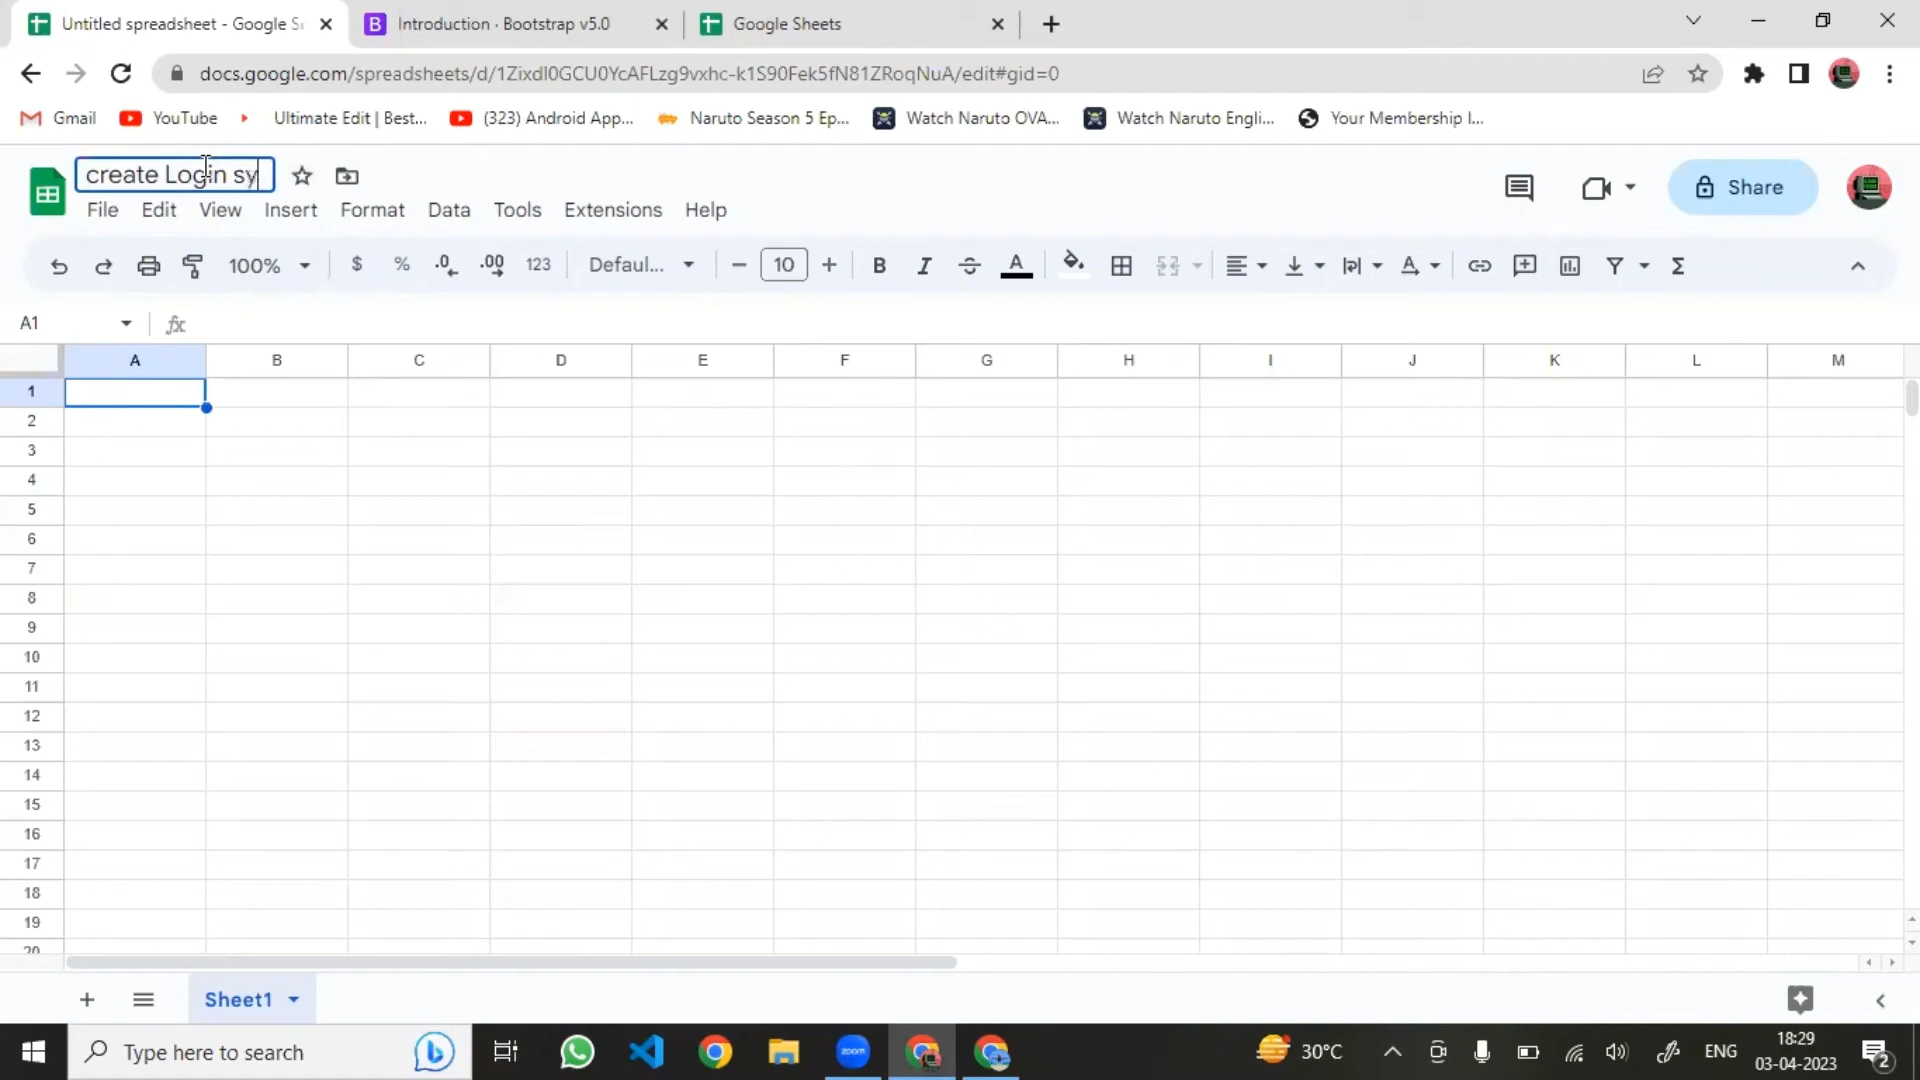 Untitled spreadsheet - Google S
Introduction · Bootstrap v5.0
Google Sheets
docs.google.com/spreadsheets/d/1Zixdl0GCU0YcAFLzg9vxhc-k1S90Fek5fN81ZRoqNuA/edit#gid=0
Gmail YouTube Ultimate Edit | Best... (323) Android App... Naruto Season 5 Ep... Watch Naruto OVA... Watch Naruto Engli... Your Membership I...
create Login sy
Share
File Edit View Insert Format Data Tools Extensions Help
100% $ % .0 .00 123 Defaul... 10 B I A A Σ
A1 fx
A B C D E F G H I J K L M
1
2
3
4
5
6
7
8
9
10
11
12
13
14
15
16
17
18
19
20
Sheet1
Type here to search
zoom
30°C
ENG
18:29
03-04-2023
2